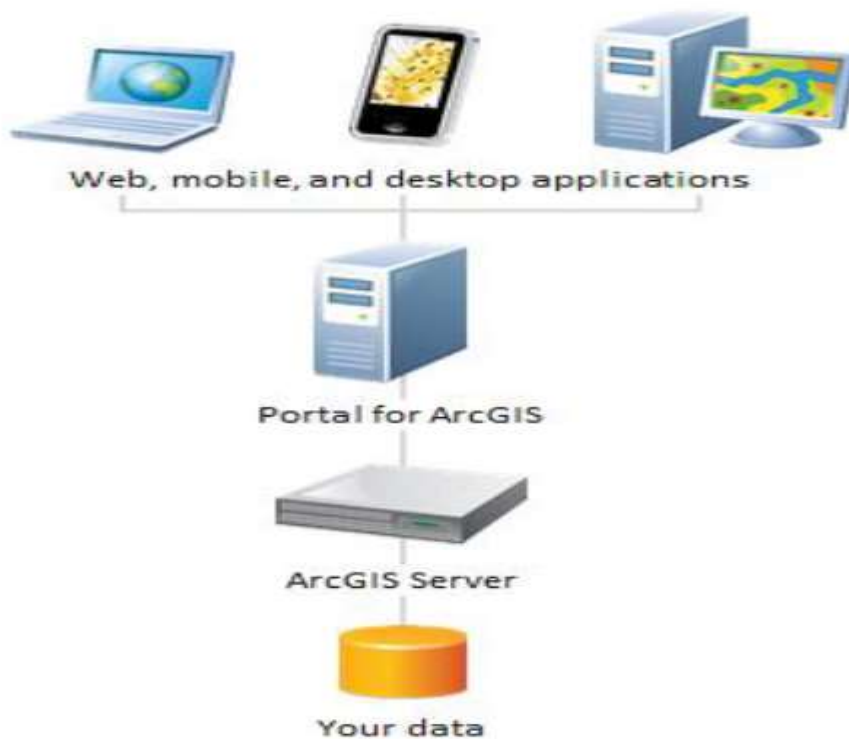 Web, mobile, and desktop applications
Portal for ArcGIS
ArcGIS Server
Your data